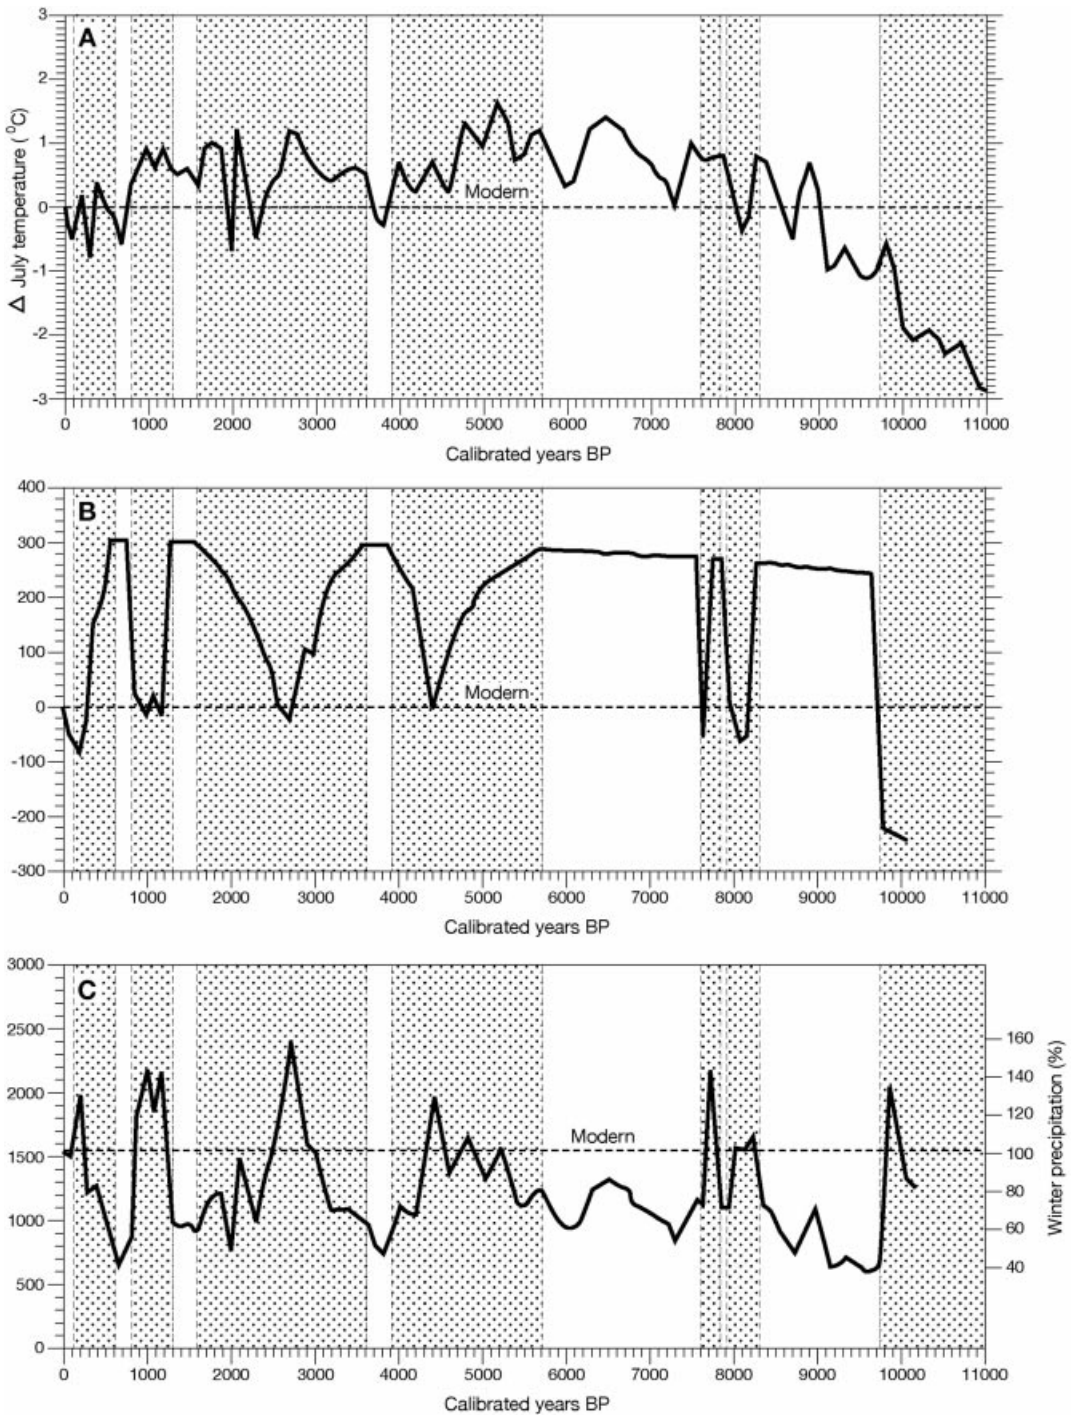 A
3
2
1
0
-1
-2
-3
Δ July temperature (⁰C)
Modern
0 1000 2000 3000 4000 5000 6000 7000 8000 9000 10000 11000
Calibrated years BP
B
400
300
200
100
0
-100
-200
-300
Modern
0 1000 2000 3000 4000 5000 6000 7000 8000 9000 10000 11000
Calibrated years BP
C
3000
2500
2000
1500
1000
500
0
Modern
160
140
120
100
80
60
40
Winter precipitation (%)
0 1000 2000 3000 4000 5000 6000 7000 8000 9000 10000 11000
Calibrated years BP